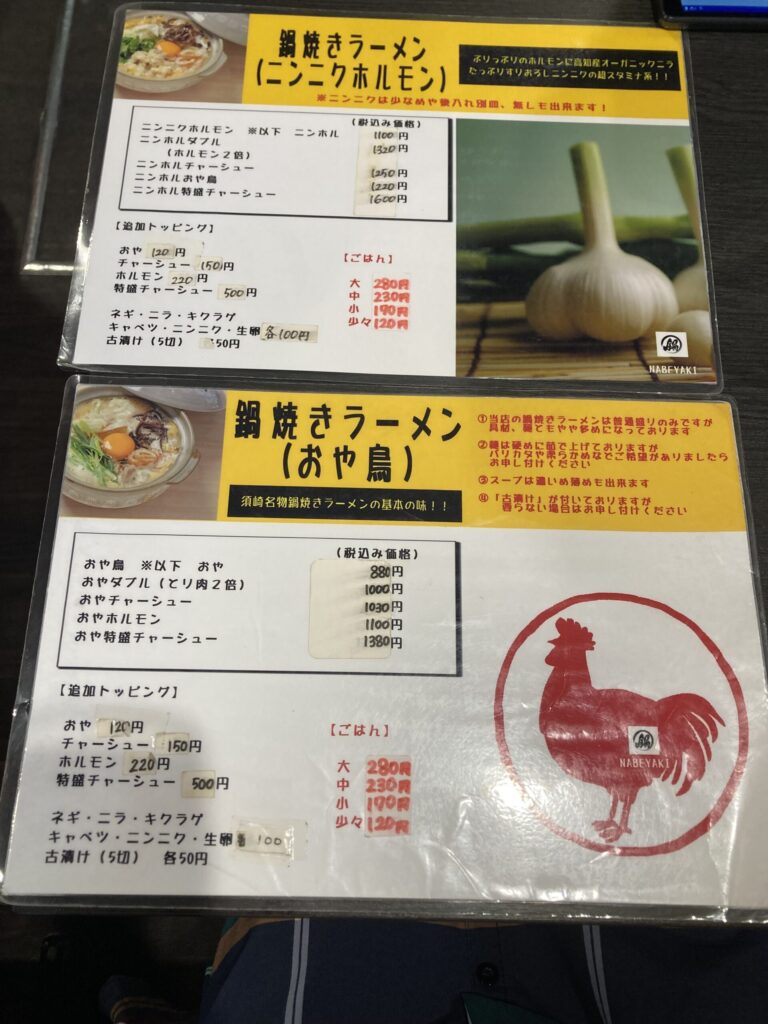 鍋焼きラーメン
(ニンニクホルモン)
ぷりっぷりのホルモンに高知産オーガニックニラ
たっぷりすりおろしニンニクの超スタミナ系！！
※ニンニクは少なめや後入れ別皿、無しも出来ます！
(税込み価格)
ニンニクホルモン ※以下 ニンホル 1100円
ニンホルダブル 1320円
(ホルモン2倍)
ニンホルチャーシュー 1250円
ニンホルおや鳥 1220円
ニンホル特盛チャーシュー 1600円
【追加トッピング】
おや 120円
チャーシュー 150円
ホルモン 220円
特盛チャーシュー 500円
ネギ・ニラ・キクラゲ
キャベツ・ニンニク・生卵 各100円
古漬け(5切) 50円
【ごはん】
大 280円
中 230円
小 170円
少々 120円
NABEYAKI
鍋焼きラーメン
(おや鳥)
須崎名物鍋焼きラーメンの基本の味！！
①当店の鍋焼きラーメンは普通盛りのみですが
具材、麺てもやや多めになっております
②麺は硬めに茹で上げておりますが
バリカタや柔らかめなでご希望がありましたら
お申し付けください
③スープは濃いめ薄めも出来ます
④「古漬け」が付いておりますが
要らない場合はお申し付けください
(税込み価格)
おや鳥 ※以下 おや 880円
おやダブル(とり肉2倍) 1000円
おやチャーシュー 1030円
おやホルモン 1100円
おや特盛チャーシュー 1380円
【追加トッピング】
おや 120円
チャーシュー 150円
ホルモン 220円
特盛チャーシュー 500円
ネギ・ニラ・キクラゲ
キャベツ・ニンニク・生卵 100
古漬け(5切) 各50円
【ごはん】
大 280円
中 230円
小 170円
少々 120円
NABEYAKI